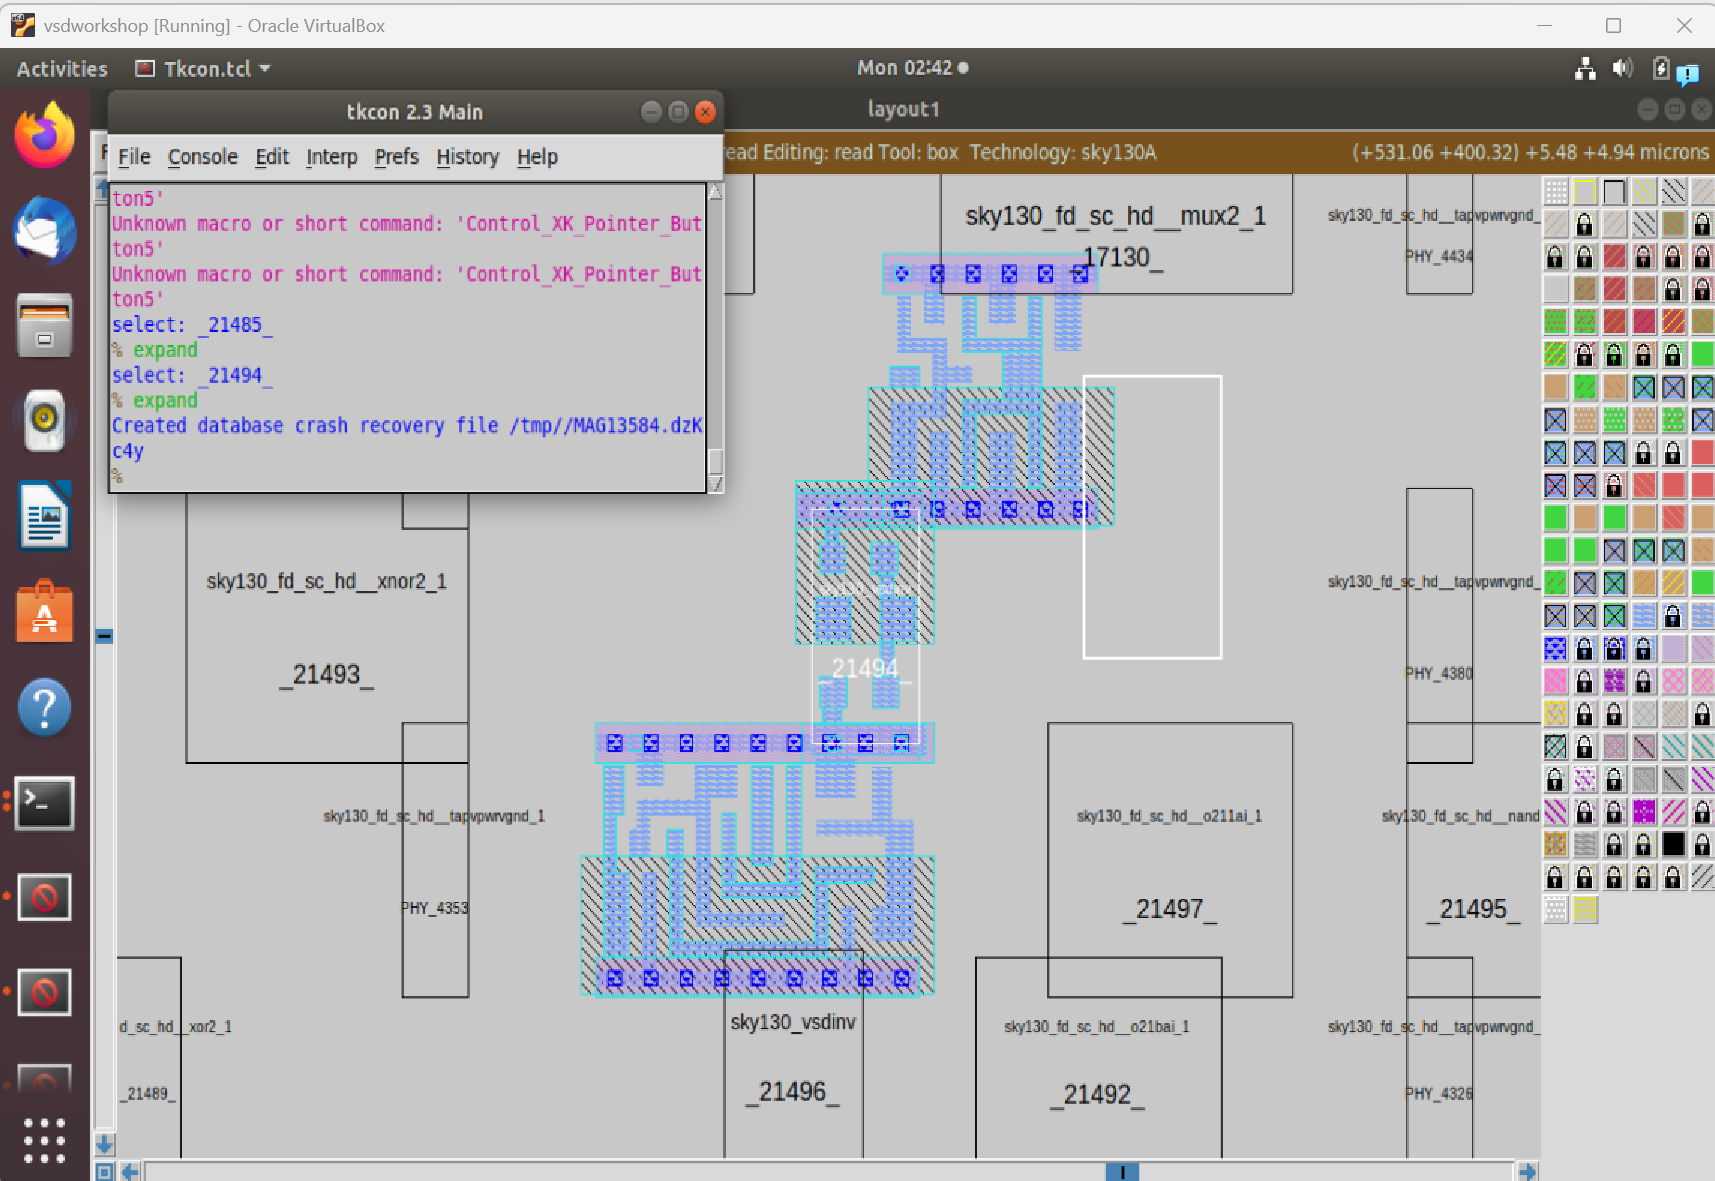 vsdworkshop [Running] - Oracle VirtualBox
Activities
Tkcon.tcl
Mon 02:42
tkcon 2.3 Main
layout1
File Console Edit Interp Prefs History Help
ead Editing: read Tool: box Technology: sky130A
(+531.06 +400.32) +5.48 +4.94 microns
ton5'
Unknown macro or short command: 'Control_XK_Pointer_But
ton5'
Unknown macro or short command: 'Control_XK_Pointer_But
ton5'
select: _21485_
% expand
select: _21494_
% expand
Created database crash recovery file /tmp//MAG13584.dzK
c4y
%
sky130_fd_sc_hd__mux2_1
_17130_
sky130_fd_sc_hd__tapvpwrvgnd_
PHY_4434
sky130_fd_sc_hd__xnor2_1
_21493_
_21494_
sky130_fd_sc_hd__tapvpwrvgnd_
PHY_4380
sky130_fd_sc_hd__tapvpwrvgnd_1
PHY_4353
sky130_fd_sc_hd__o211ai_1
_21497_
sky130_fd_sc_hd__nand
_21495_
d_sc_hd__xor2_1
_21489_
sky130_vsdinv
_21496_
sky130_fd_sc_hd__o21bai_1
_21492_
sky130_fd_sc_hd__tapvpwrvgnd_
PHY_4326